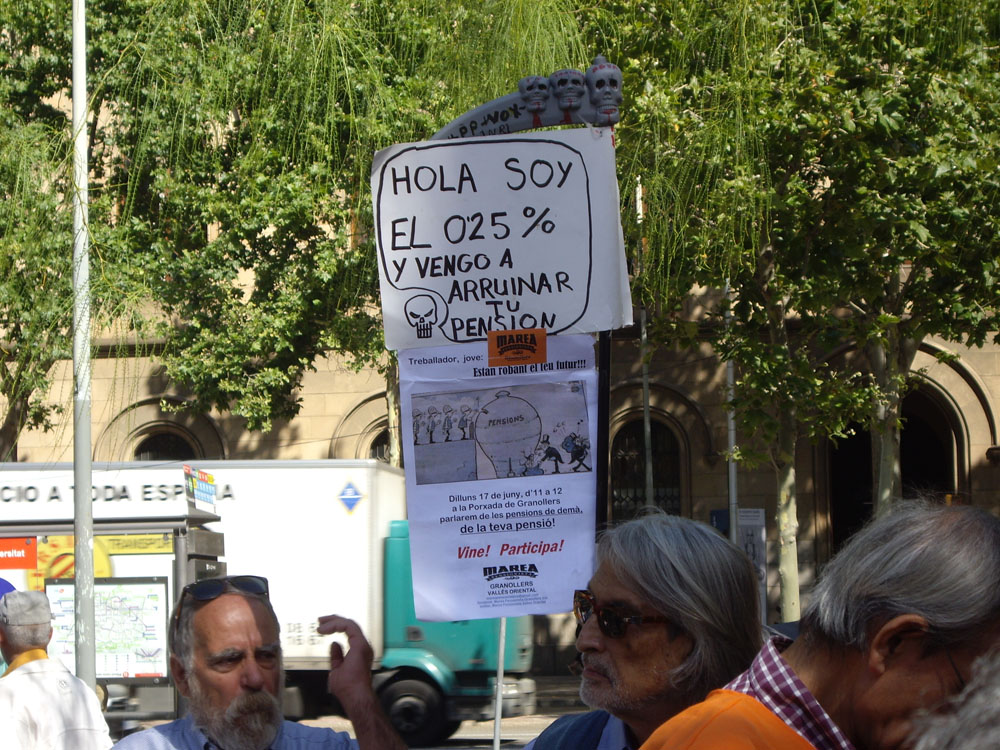 HOLA SOY
EL 0'25%
Y VENGO A
ARRUINAR
TU
PENSION
Treballador, jove:
MAREA
Estan robant el teu futur!!!
PENSIONS
Dilluns 17 de juny, d'11 a 12
a la Porxada de Granollers
parlarem de les pensions de demà,
de la teva pensió!
Vine! Participa!
MAREA
GRANOLLERS
VALLÈS ORIENTAL
CIO A TODA ESP A
ersitat